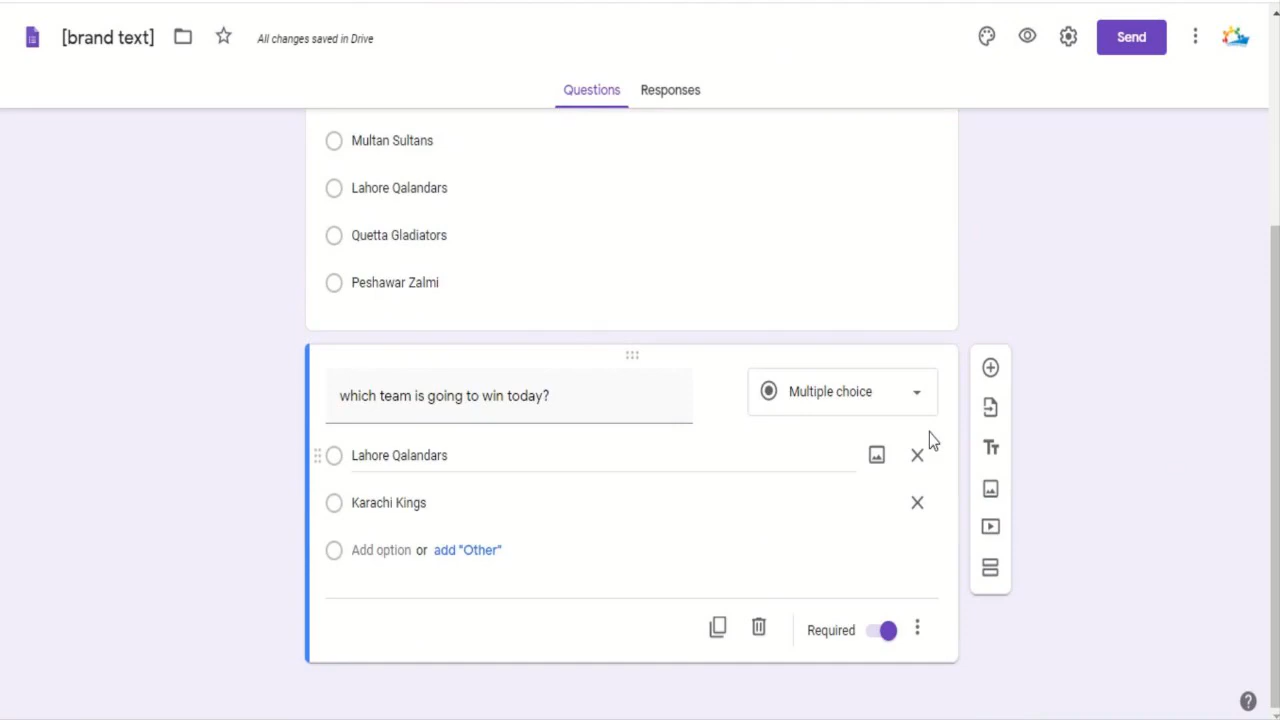 [brand text]
All changes saved in Drive
Send
Questions
Responses
Multan Sultans
Lahore Qalandars
Quetta Gladiators
Peshawar Zalmi
which team is going to win today?
Multiple choice
Lahore Qalandars
Karachi Kings
Add option or add "Other"
Required